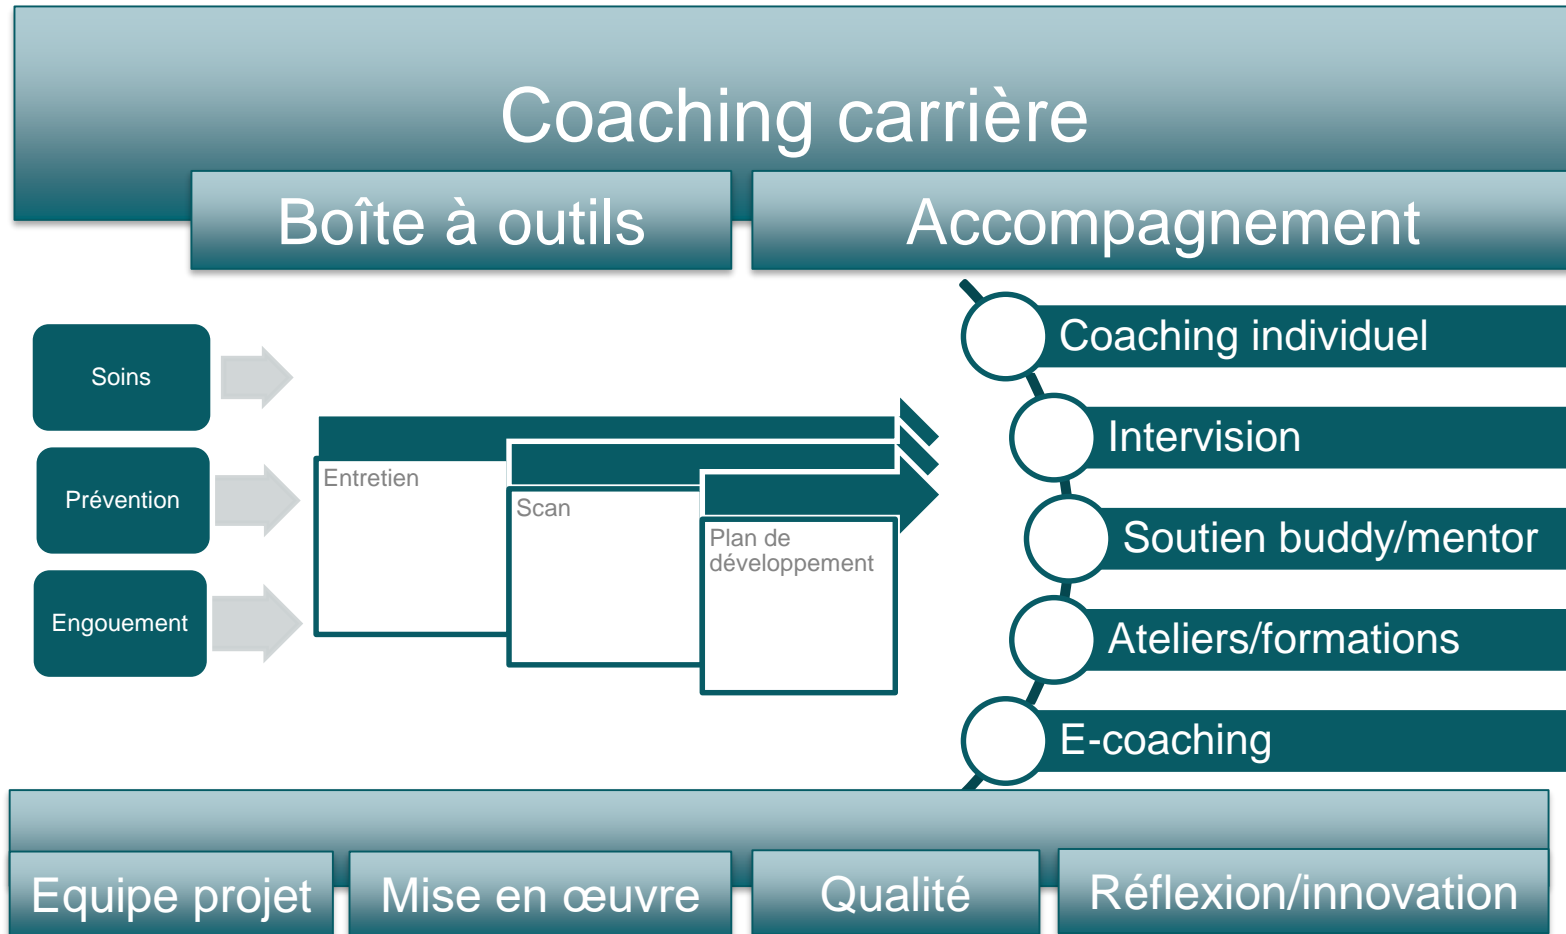 Coaching carrière
Boîte à outils
Accompagnement
Soins
Prévention
Engouement
Entretien
Scan
Plan de
développement
Coaching individuel
Intervision
Soutien buddy/mentor
Ateliers/formations
E-coaching
Equipe projet
Mise en œuvre
Qualité
Réflexion/innovation